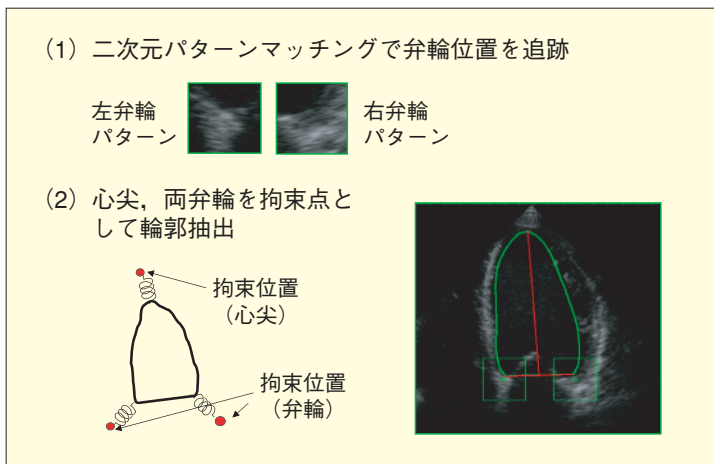 (1) 二次元パターンマッチングで弁輪位置を追跡
左弁輪
パターン
右弁輪
パターン
(2) 心尖，両弁輪を拘束点と
して輪郭抽出
拘束位置
（心尖）
拘束位置
（弁輪）